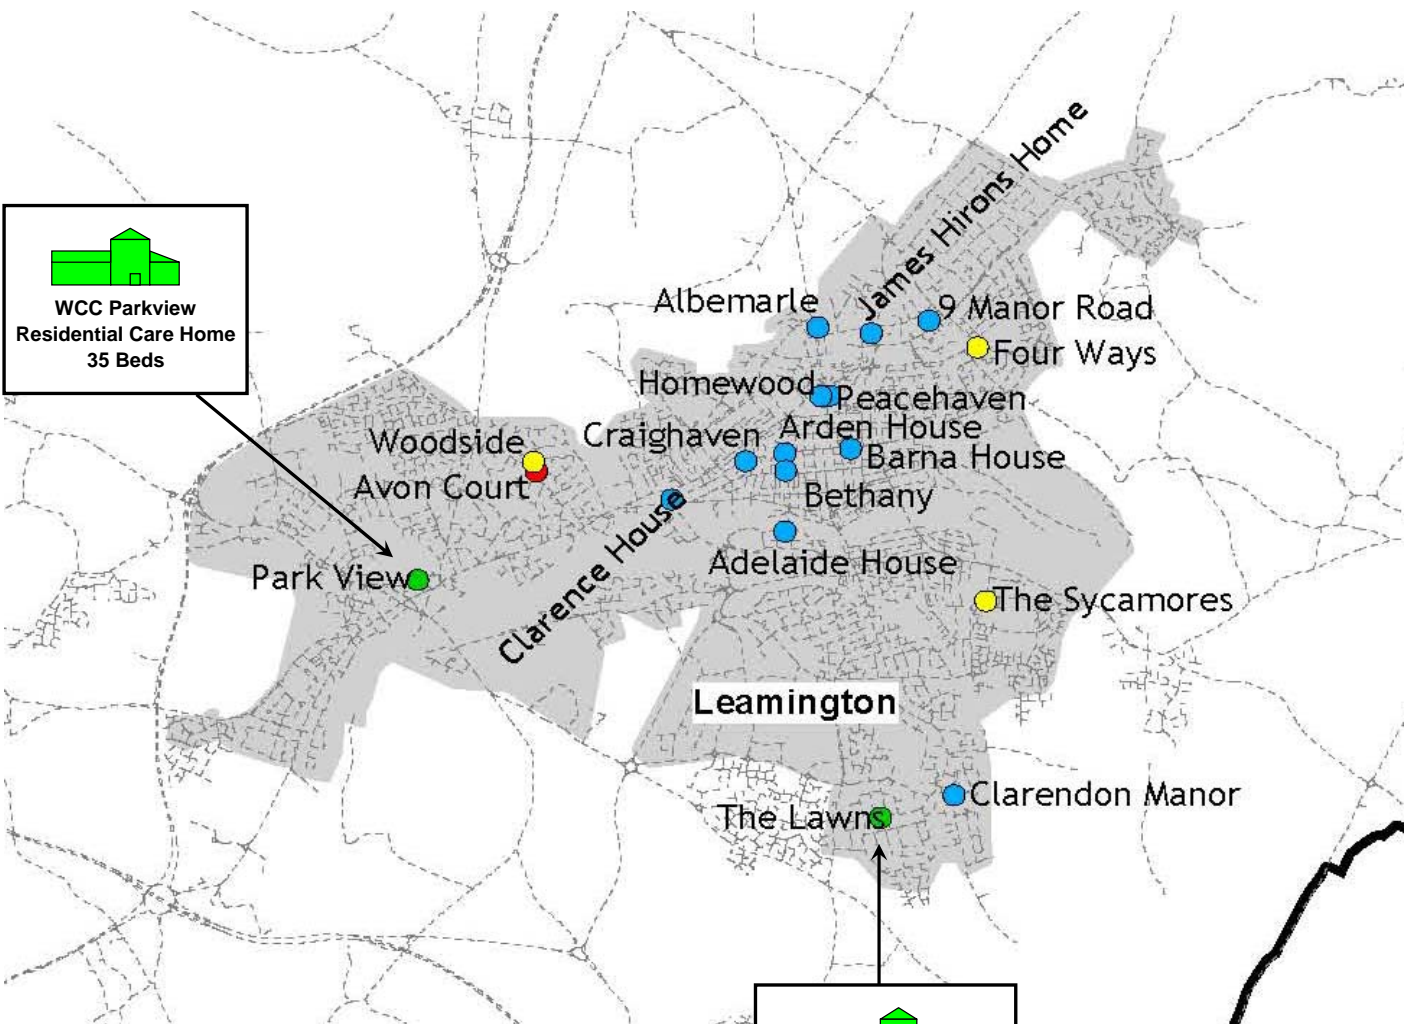 James Hirons Home
WCC Parkview
Residential Care Home
35 Beds
Albemarle
9 Manor Road
Four Ways
Homewood
Peacehaven
Arden House
Craighaven
Woodside
Barna House
Avon Court
Bethany
Clarence House
Adelaide House
Park View
The Sycamores
Leamington
Clarendon Manor
The Lawns